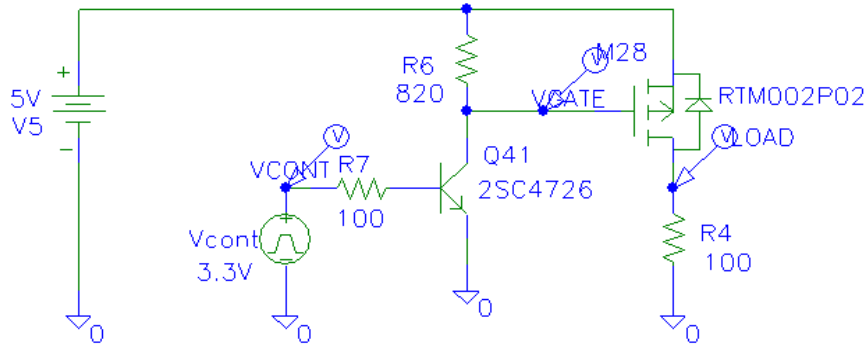 M28
R6
820
VGATE
RTM002P02
5V
V5
V
V
V
LOAD
VCONT
R7
100
Q41
2SC4726
Vcont
3.3V
R4
100
0
0
0
0